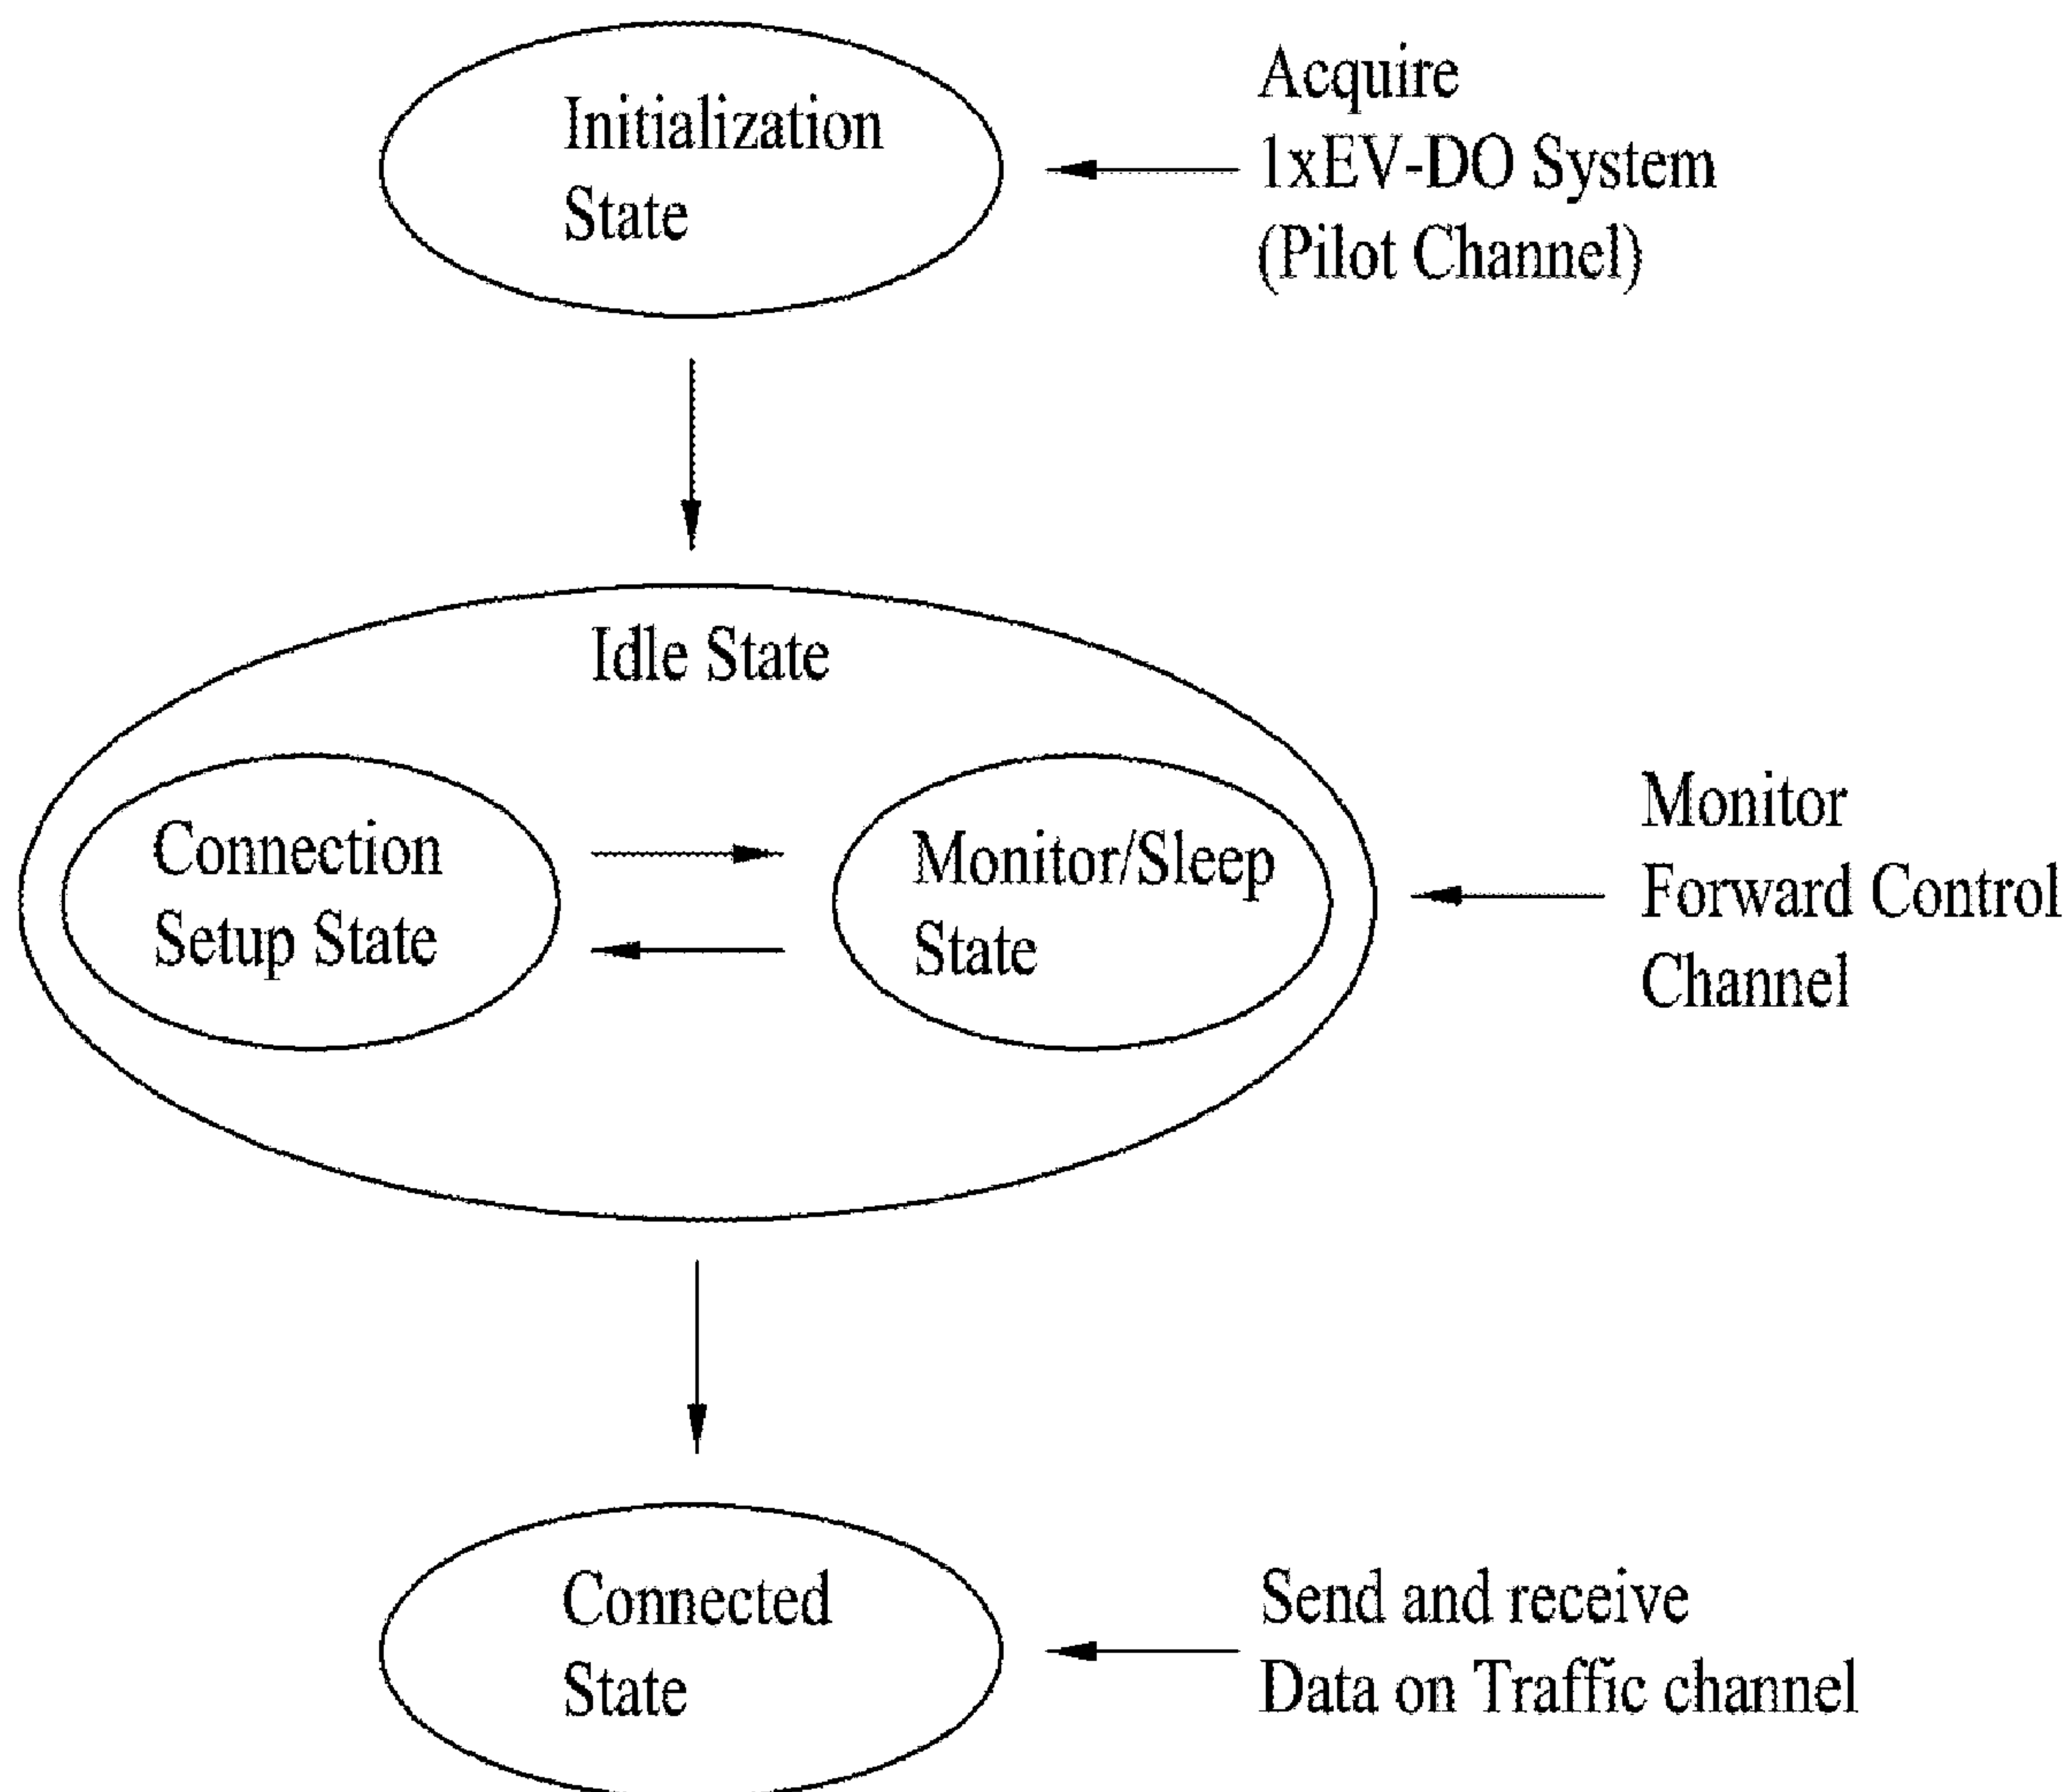 Initialization
State
Acquire
1xEV-DO System
(Pilot Channel)
Idle State
Connection
Setup State
Monitor/Sleep
State
Monitor
Forward Control
Channel
Connected
State
Send and receive
Data on Traffic channel